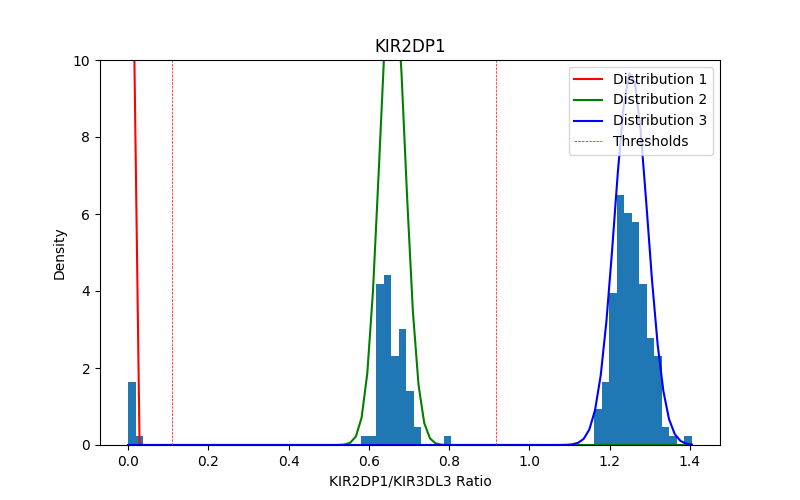 KIR2DP1
10
8
6
4
2
0
Density
Distribution 1
Distribution 2
Distribution 3
Thresholds
0.0 0.2 0.4 0.6 0.8 1.0 1.2 1.4
KIR2DP1/KIR3DL3 Ratio